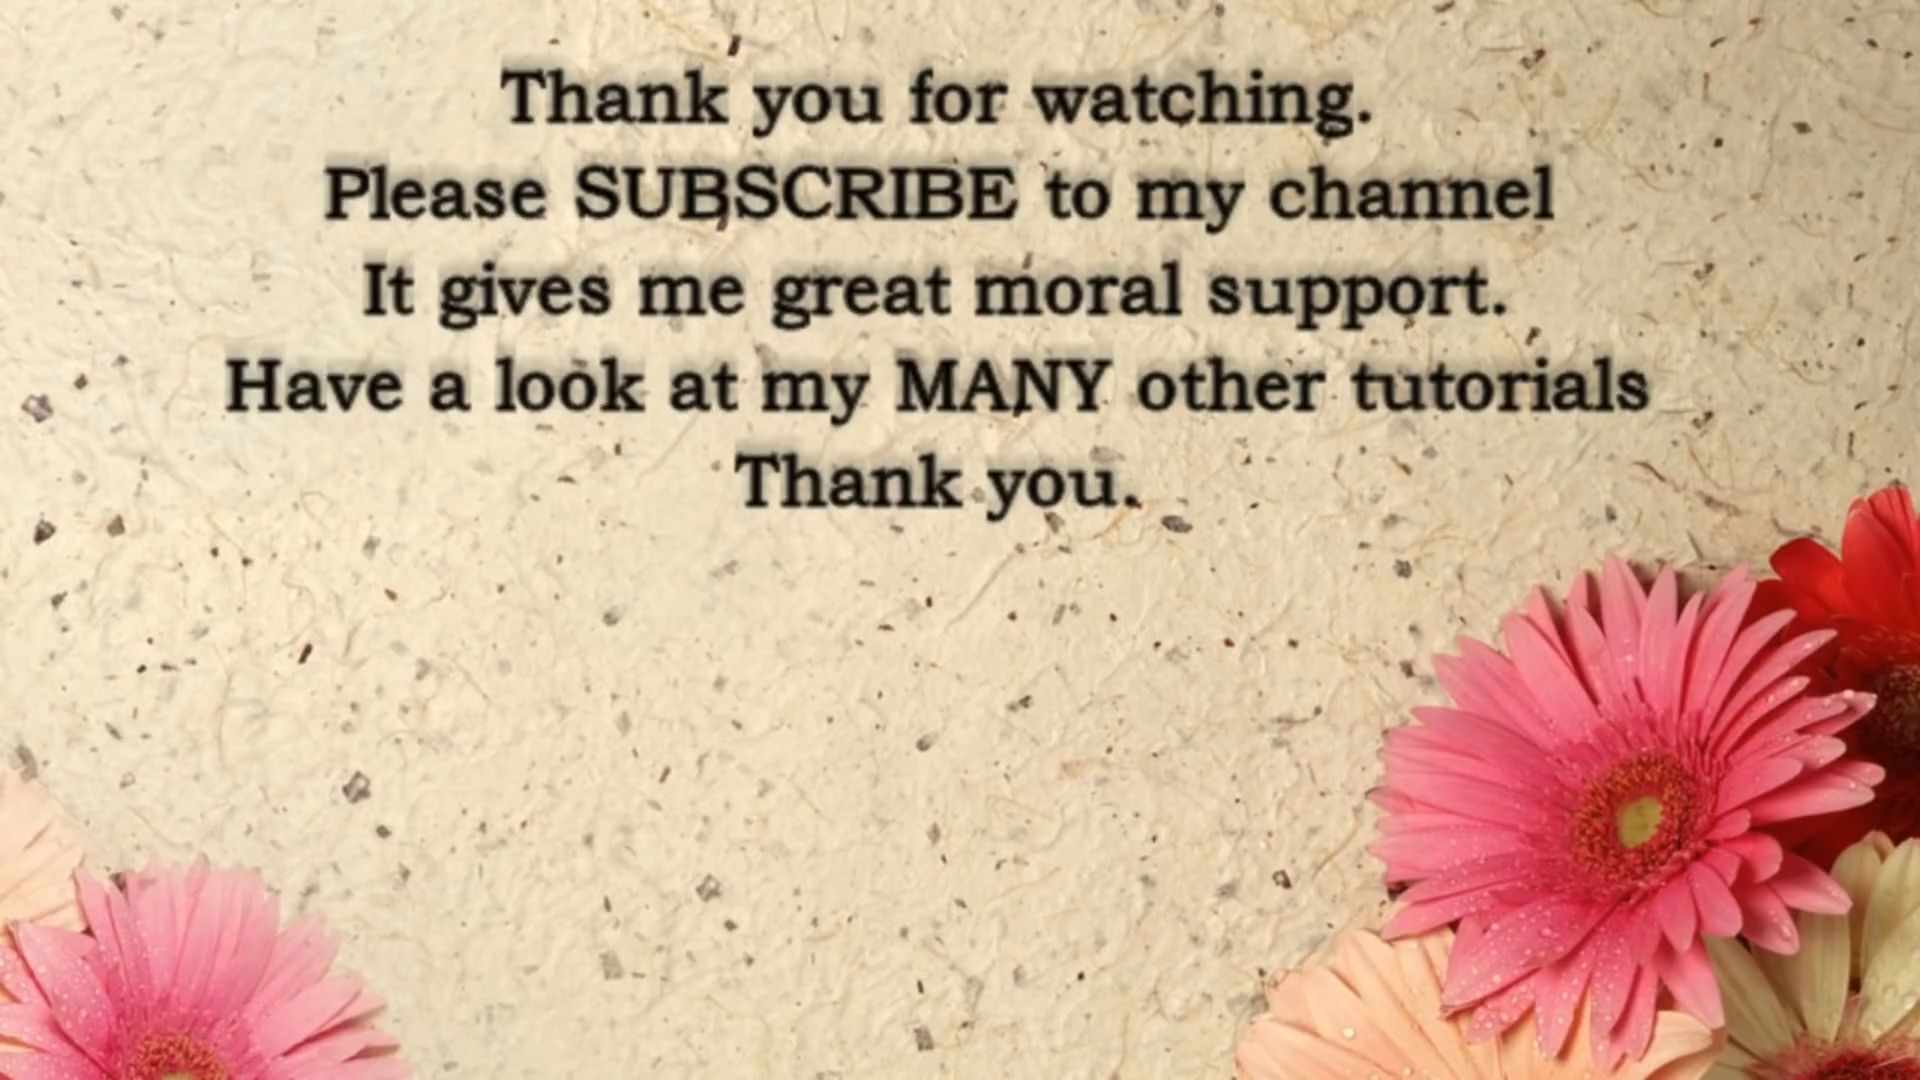 Thank you for watching.
Please SUBSCRIBE to my channel
It gives me great moral support.
Have a look at my MANY other tutorials
Thank you.